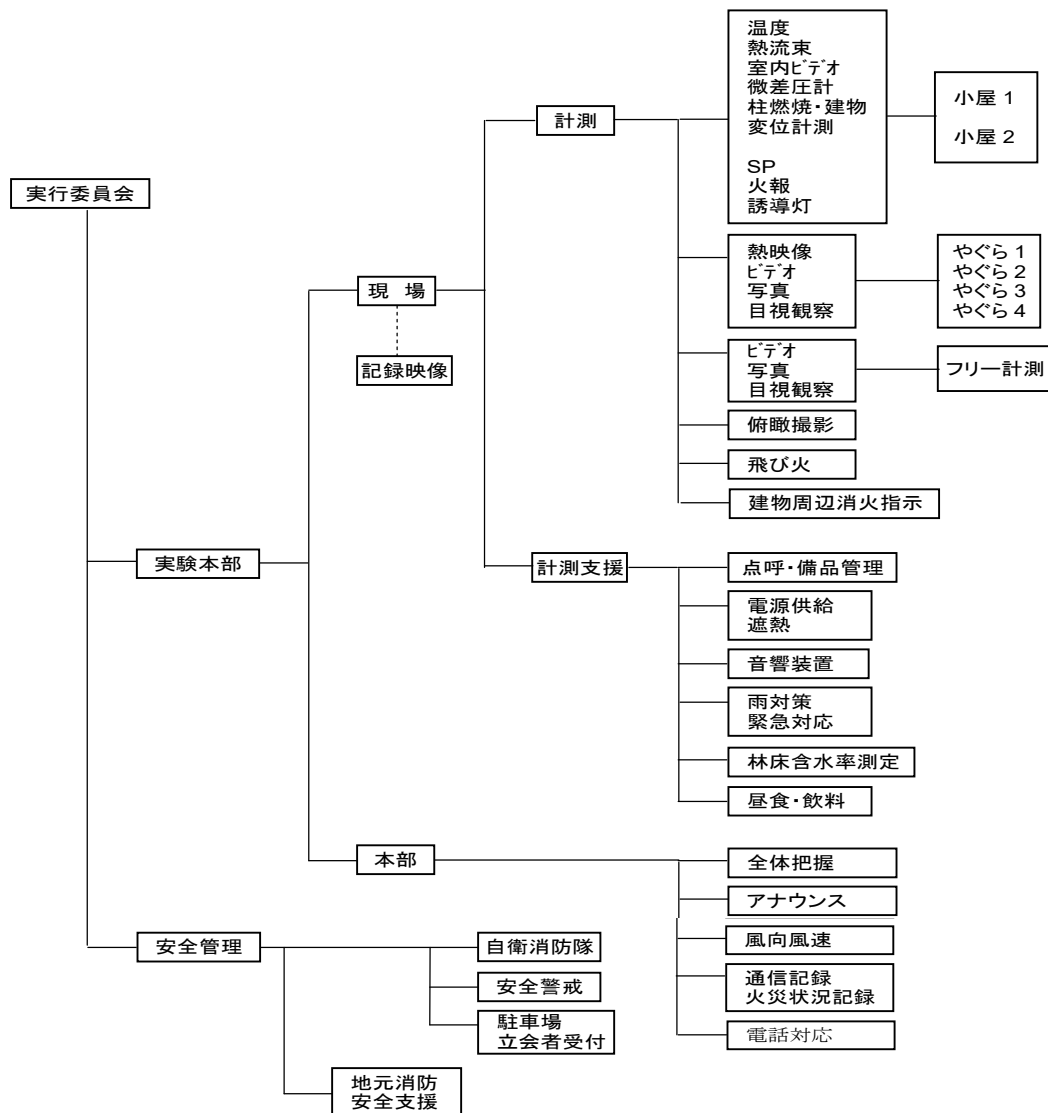 実行委員会
実験本部
安全管理
現 場
記録映像
本部
計測
計測支援
温度
熱流束
室内ﾋﾞﾃﾞｵ
微差圧計
柱燃焼・建物
変位計測
SP
火報
誘導灯
小屋１
小屋２
熱映像
ﾋﾞﾃﾞｵ
写真
目視観察
やぐら１
やぐら２
やぐら３
やぐら４
ﾋﾞﾃﾞｵ
写真
目視観察
フリー計測
俯瞰撮影
飛び火
建物周辺消火指示
点呼・備品管理
電源供給
遮熱
音響装置
雨対策
緊急対応
林床含水率測定
昼食・飲料
全体把握
アナウンス
風向風速
通信記録
火災状況記録
電話対応
自衛消防隊
安全警戒
駐車場
立会者受付
地元消防
安全支援